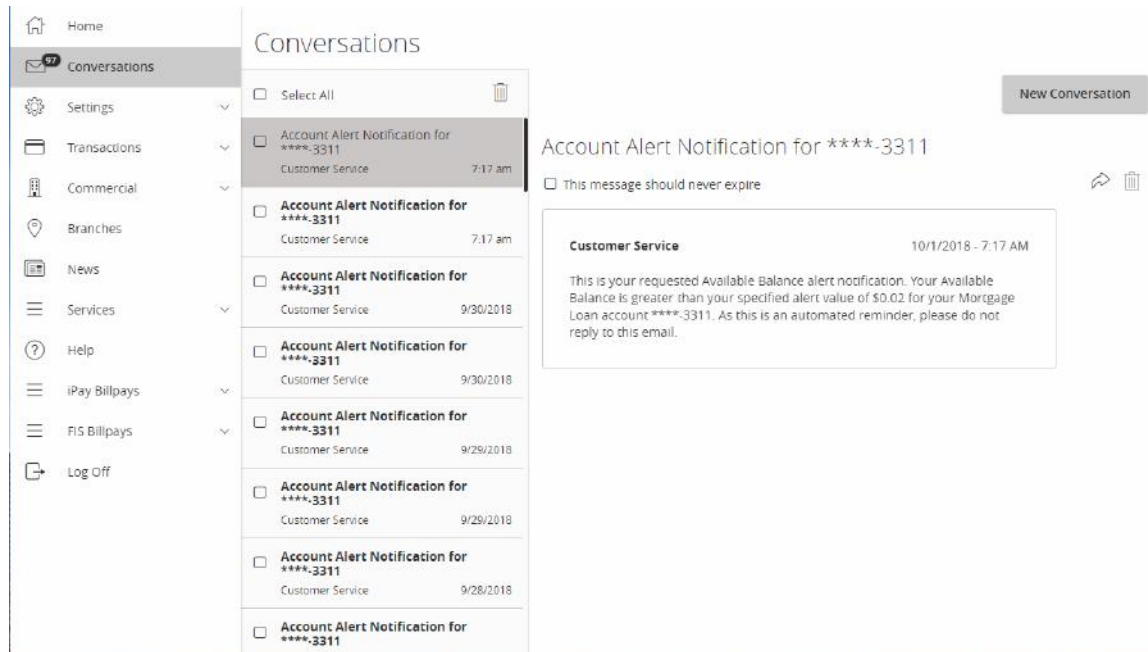 Home
97
Conversations
Settings
Transactions
Commercial
Branches
News
Services
Help
iPay Billpays
FIS Billpays
Log Off
Conversations
Select All
Account Alert Notification for
****-3311
Customer Service 7:17 am
Account Alert Notification for
****-3311
Customer Service 7:17 am
Account Alert Notification for
****-3311
Customer Service 9/30/2018
Account Alert Notification for
****-3311
Customer Service 9/30/2018
Account Alert Notification for
****-3311
Customer Service 9/29/2018
Account Alert Notification for
****-3311
Customer Service 9/29/2018
Account Alert Notification for
****-3311
Customer Service 9/28/2018
Account Alert Notification for
****-3311
New Conversation
Account Alert Notification for ****-3311
This message should never expire
Customer Service 10/1/2018 - 7:17 AM
This is your requested Available Balance alert notification. Your Available
Balance is greater than your specified alert value of $0.02 for your Mortgage
Loan account ****-3311. As this is an automated reminder, please do not
reply to this email.